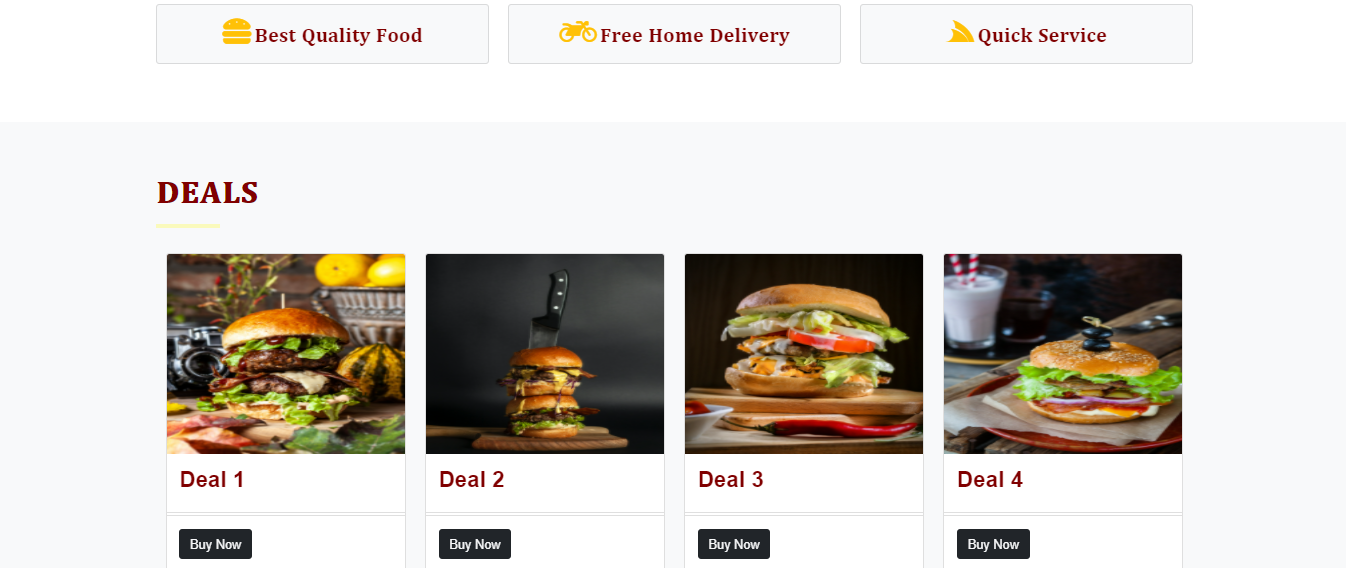 Best Quality Food
Free Home Delivery
Quick Service
DEALS
Deal 1
Deal 2
Deal 3
Deal 4
Buy Now
Buy Now
Buy Now
Buy Now